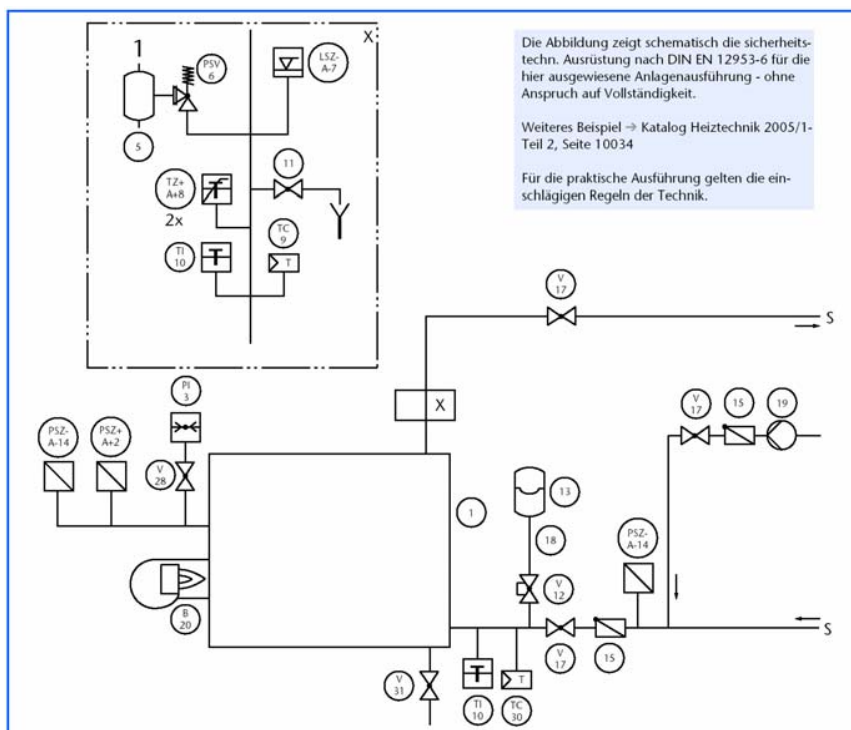 X
1
PSV
6
LSZ-
A-7
5
11
TZ+
A+8
2x
TC
9
TI
10
T
T
T
Die Abbildung zeigt schematisch die sicherheits-
techn. Ausrüstung nach DIN EN 12953-6 für die
hier ausgewiesene Anlagenausführung - ohne
Anspruch auf Vollständigkeit.
Weiteres Beispiel → Katalog Heiztechnik 2005/1-
Teil 2, Seite 10034
Für die praktische Ausführung gelten die ein-
schlägigen Regeln der Technik.
V
17
S
PI
3
X
V
17
15
19
PSZ-
A-14
PSZ+
A+2
V
28
1
13
18
PSZ-
A-14
V
12
B
20
S
V
17
15
V
31
T
T
TI
10
TC
30